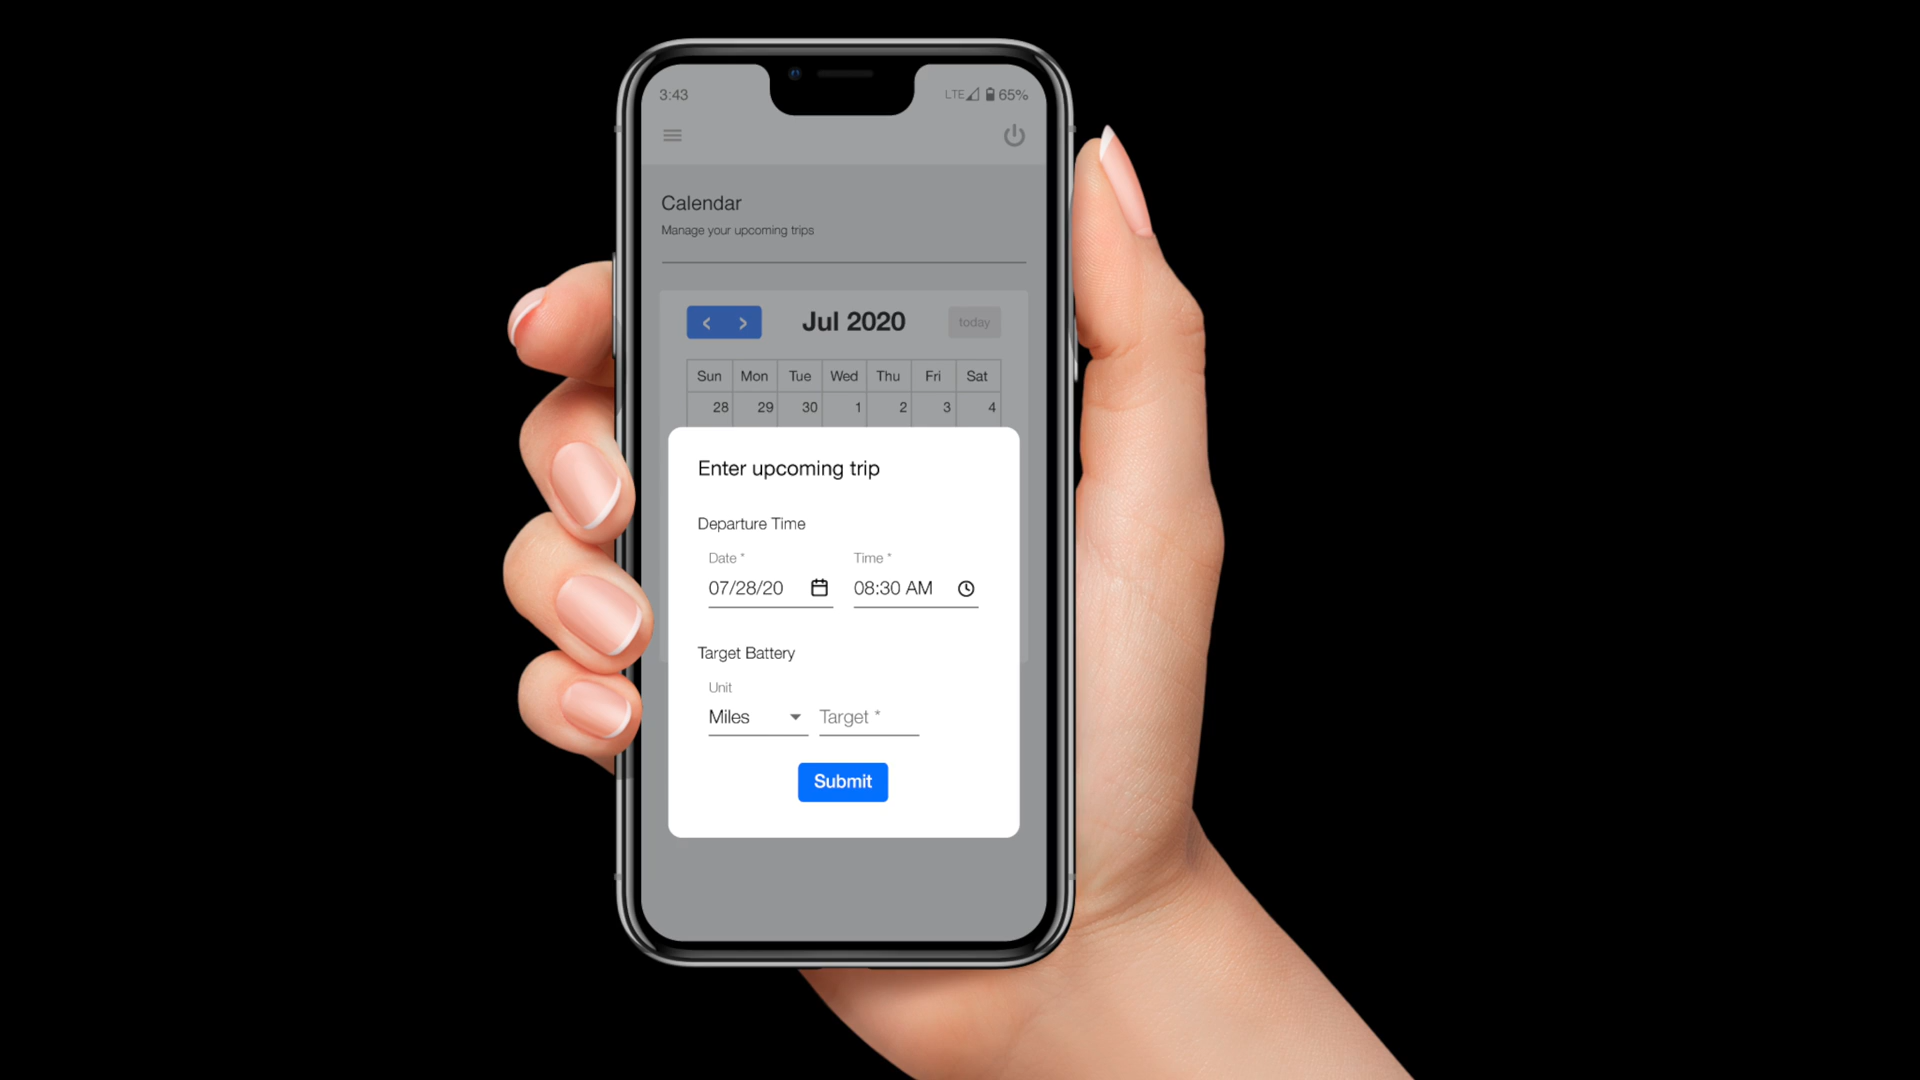 3:43 LTE 65%
Calendar
Manage your upcoming trips
Jul 2020 today
Sun Mon Tue Wed Thu Fri Sat
28 29 30 1 2 3 4
Enter upcoming trip
Departure Time
Date * Time *
07/28/20 08:30 AM
Target Battery
Unit
Miles Target *
Submit